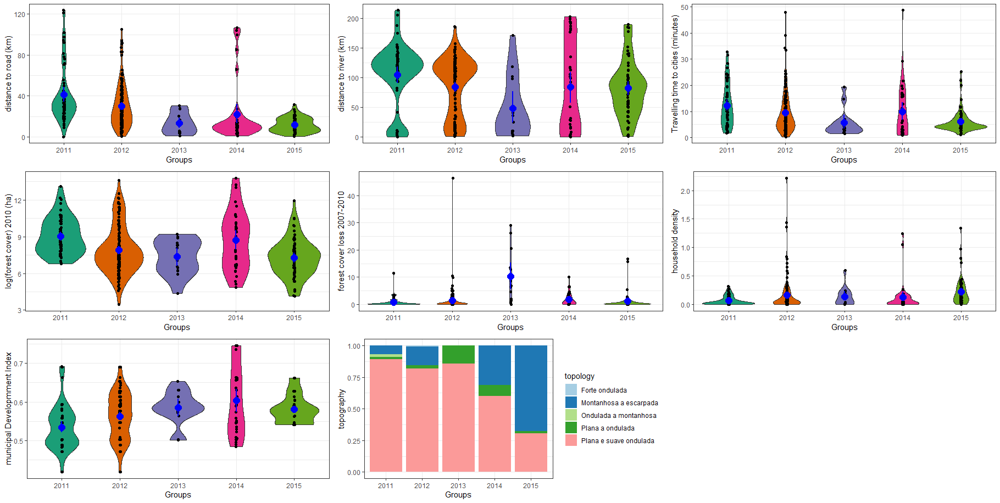 distance to road (km)
120
80
40
0
2011 2012 2013 2014 2015
Groups
distance to river (km)
200
150
100
50
0
2011 2012 2013 2014 2015
Groups
Travelling time to cities (minutes)
50
40
30
20
10
0
2011 2012 2013 2014 2015
Groups
log(forest cover) 2010 (ha)
12
9
6
3
2011 2012 2013 2014 2015
Groups
forest cover loss 2007-2010
40
30
20
10
0
2011 2012 2013 2014 2015
Groups
household density
2.0
1.5
1.0
0.5
0.0
2011 2012 2013 2014 2015
Groups
municipal Developmment Index
0.7
0.6
0.5
2011 2012 2013 2014 2015
Groups
topography
1.00
0.75
0.50
0.25
0.00
2011 2012 2013 2014 2015
Groups
topology
Forte ondulada
Montanhosa a escarpada
Ondulada a montanhosa
Plana a ondulada
Plana e suave ondulada